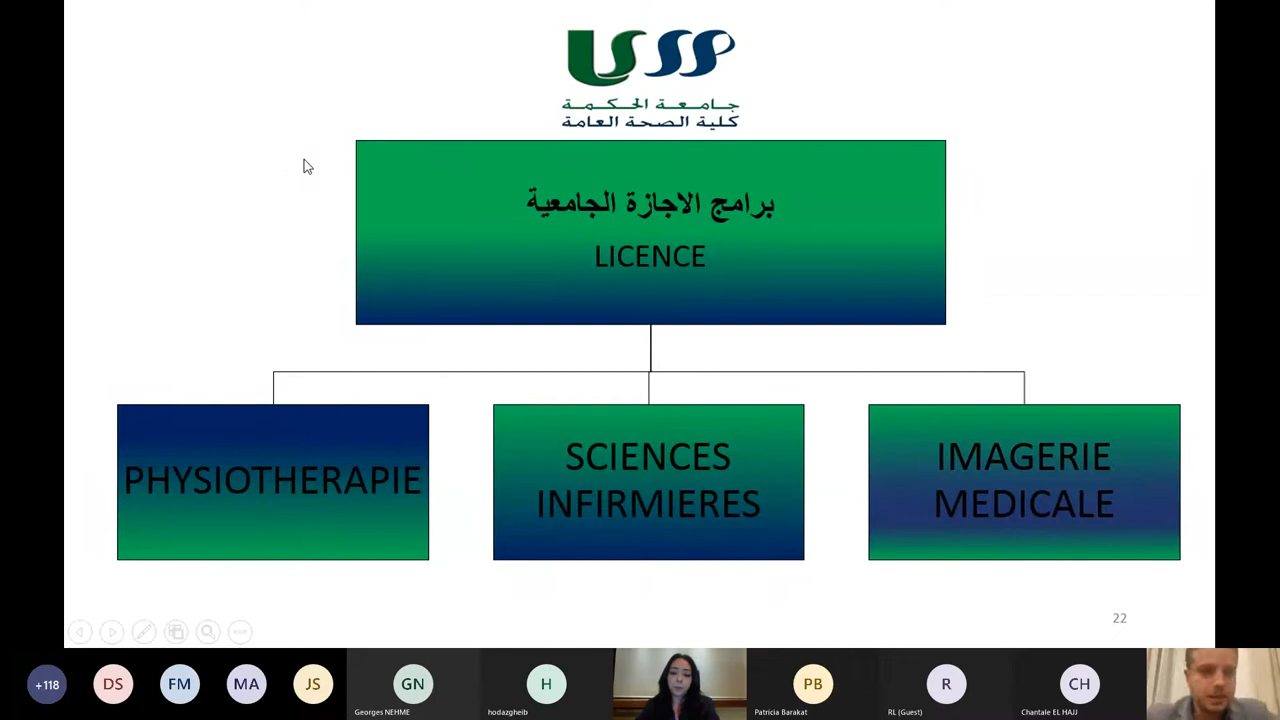 USSP
جامعة الحكمة
كلية الصحة العامة
برامج الاجازة الجامعية
LICENCE
PHYSIOTHERAPIE
SCIENCES
INFIRMIERES
IMAGERIE
MEDICALE
22
+118
DS
FM
MA
JS
GN
Georges NEHME
H
hodazgheib
PB
Patricia Barakat
R
RL (Guest)
CH
Chantale EL HAJJ